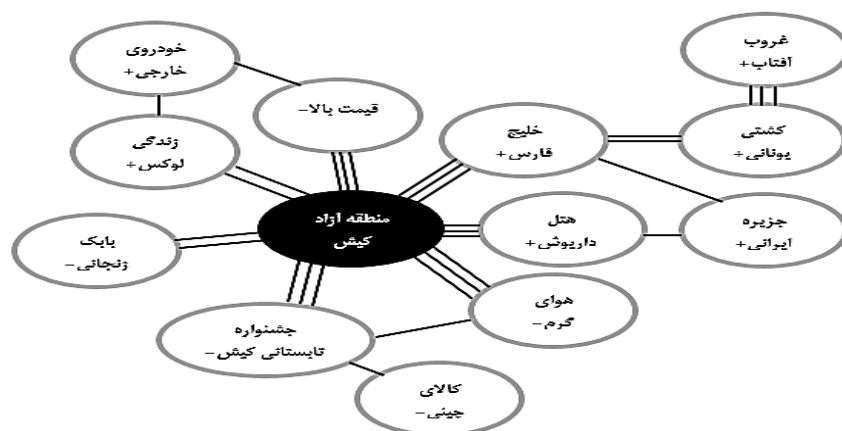 غروب
آفتاب+
خودروی
خارجی+
قیمت بالا-
خلیج
فارس+
کشتی
یونانی+
زندگی
لوکس+
منطقه آزاد
کیش
هتل
داریوش+
جزیره
ایرانی+
بابک
زنجانی-
هوای
گرم-
جشنواره
تابستانی کیش-
کالای
چینی-